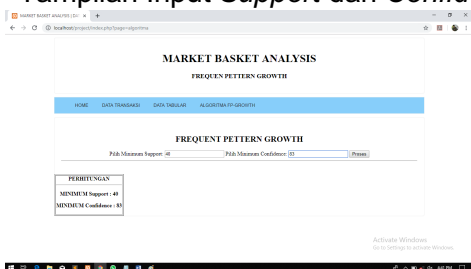 Tampilan Input Support dan Confid
MARKET BASKET ANALYSIS | DA
localhost/project/index.php?page=algoritma
MARKET BASKET ANALYSIS
FREQUEN PETTERN GROWTH
HOME DATA TRANSAKSI DATA TABULAR ALGORITMA FP-GROWTH
FREQUENT PETTERN GROWTH
Pilih Minimum Support 40 Pilih Minimum Confidence 83 Proses
PERHITUNGAN
MINIMUM Support : 40
MINIMUM Confidence : 83
Activate Windows
Go to Settings to activate Windows.